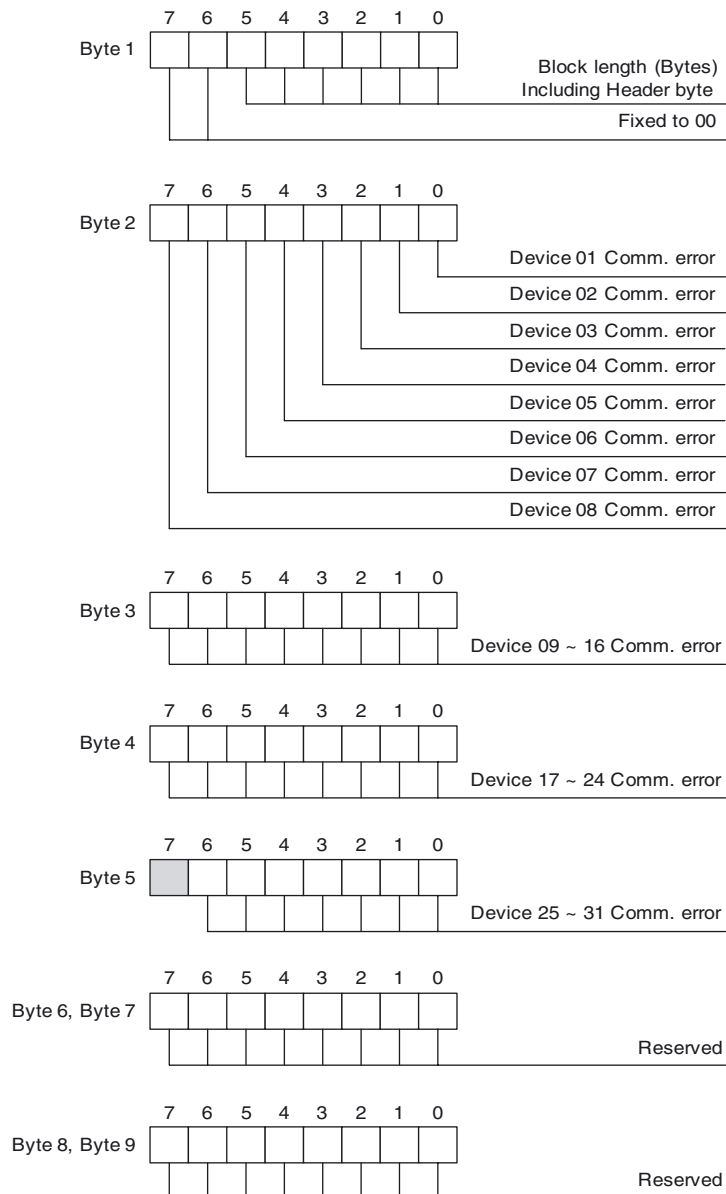 7 6 5 4 3 2 1 0
Byte 1
Block length (Bytes)
Including Header byte
Fixed to 00
7 6 5 4 3 2 1 0
Byte 2
Device 01 Comm. error
Device 02 Comm. error
Device 03 Comm. error
Device 04 Comm. error
Device 05 Comm. error
Device 06 Comm. error
Device 07 Comm. error
Device 08 Comm. error
7 6 5 4 3 2 1 0
Byte 3
Device 09 ~ 16 Comm. error
7 6 5 4 3 2 1 0
Byte 4
Device 17 ~ 24 Comm. error
7 6 5 4 3 2 1 0
Byte 5
Device 25 ~ 31 Comm. error
7 6 5 4 3 2 1 0
Byte 6, Byte 7
Reserved
7 6 5 4 3 2 1 0
Byte 8, Byte 9
Reserved